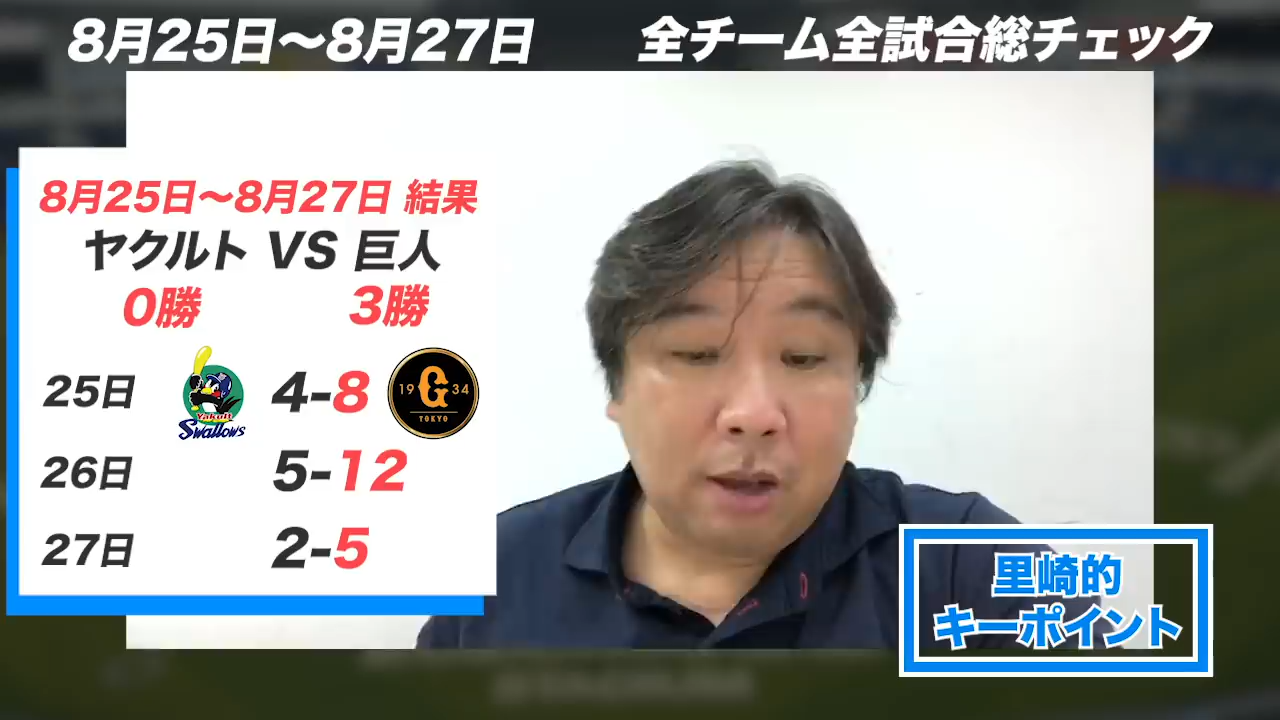 8月25日～8月27日 全チーム全試合総チェック
8月25日～8月27日 結果
ヤクルト VS 巨人
0勝 3勝
25日 Yakult Swallows 4-8 19 G 34 TOKYO
26日 5-12
27日 2-5
里崎的
キーポイント